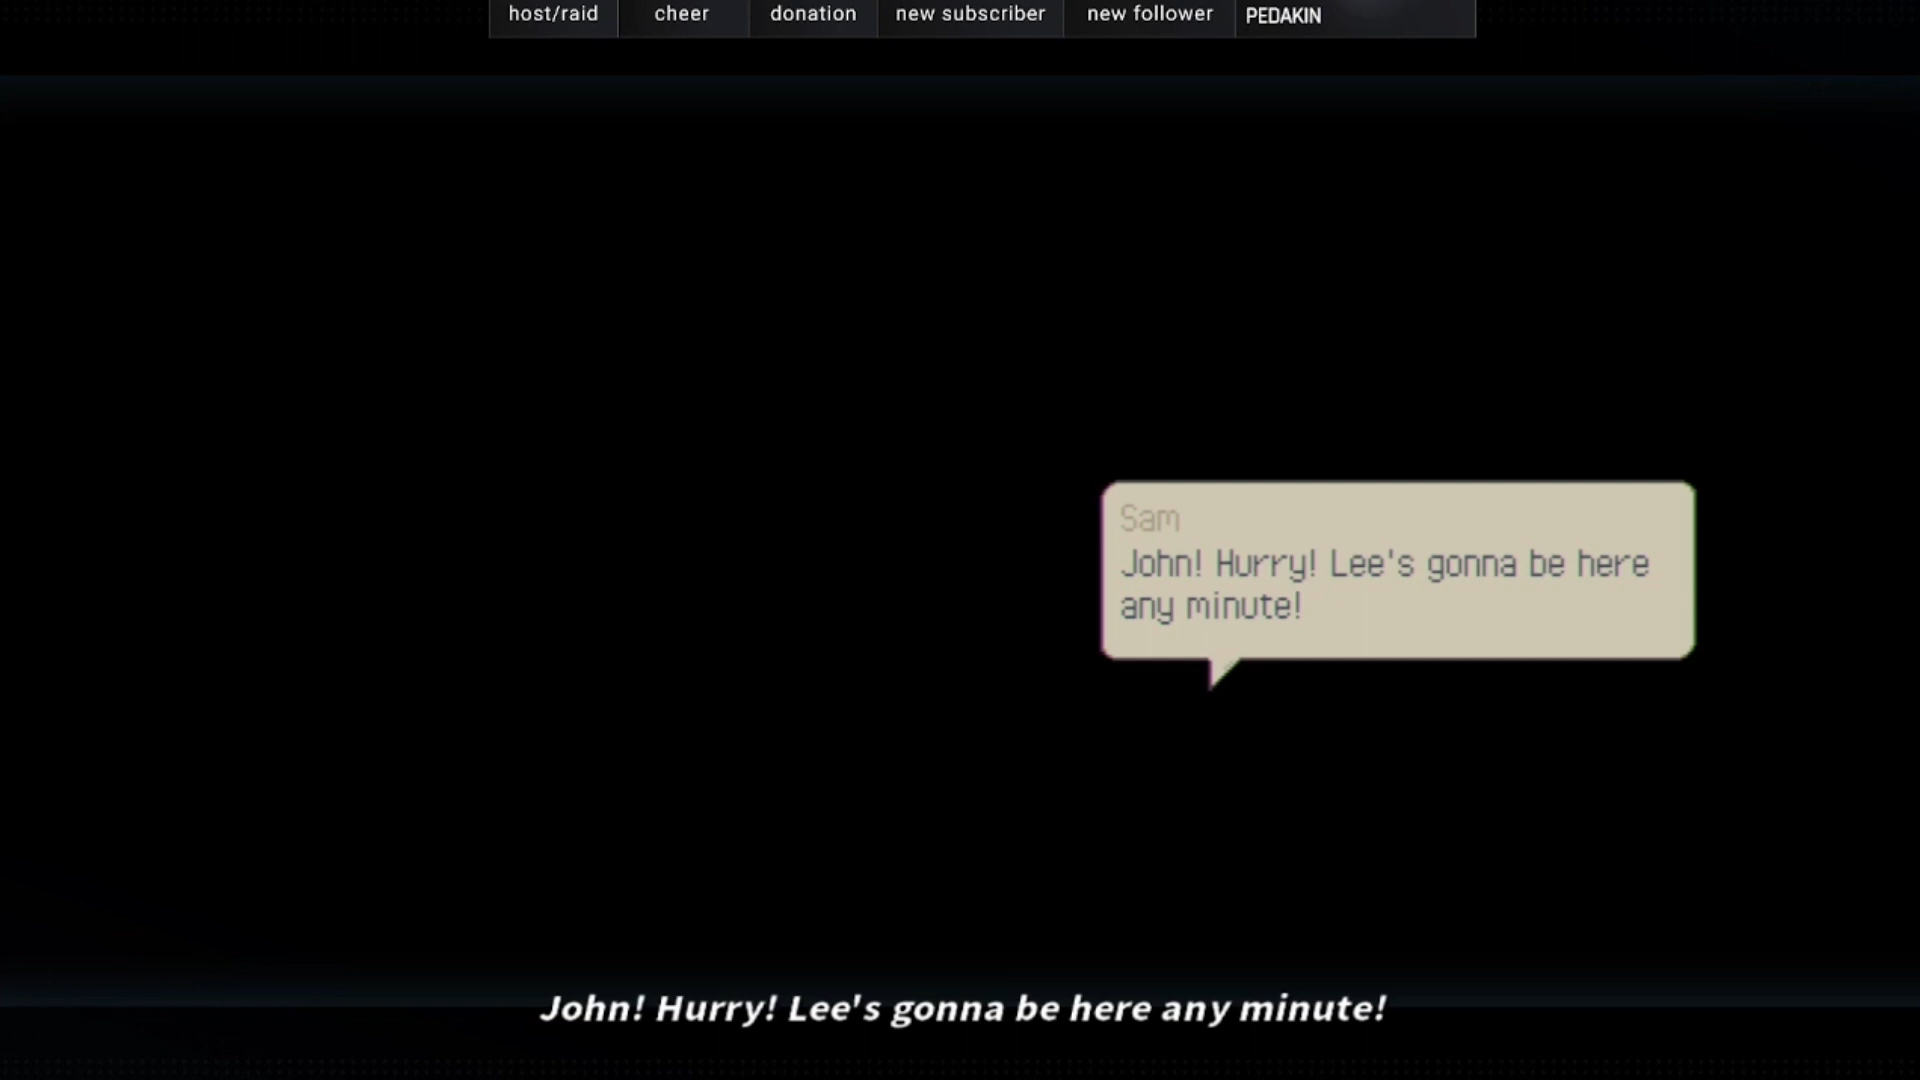 host/raid cheer donation new subscriber new follower PEDAKIN
Sam
John! Hurry! Lee's gonna be here
any minute!
John! Hurry! Lee's gonna be here any minute!